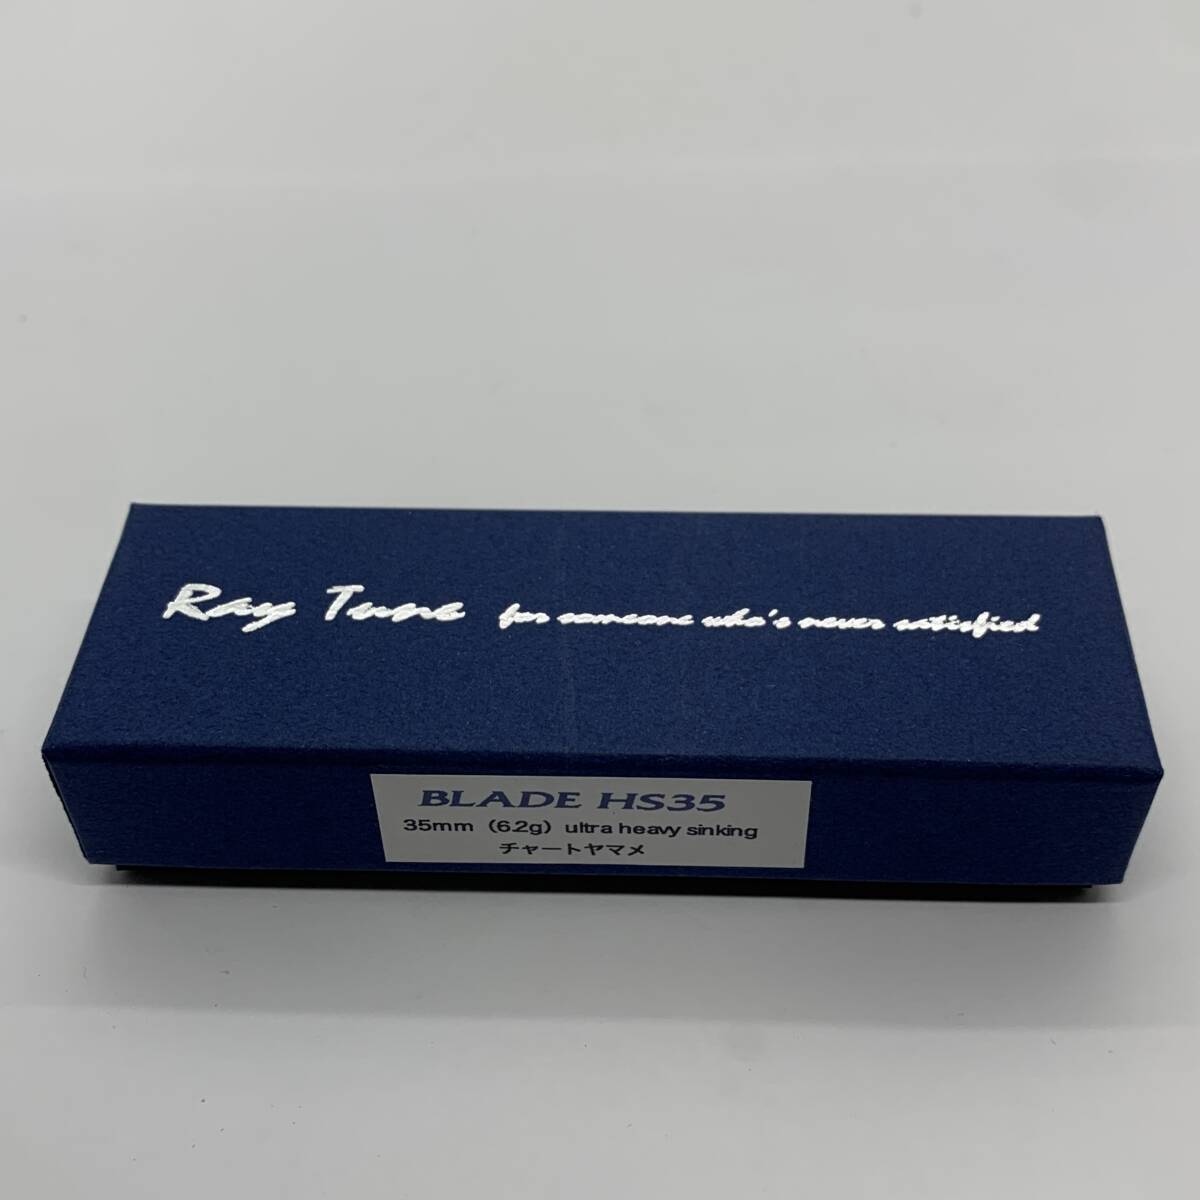 Ray Tune for someone who's never satisfied
BLADE HS35
35mm（6.2g）ultra heavy sinking
チャートヤマメ